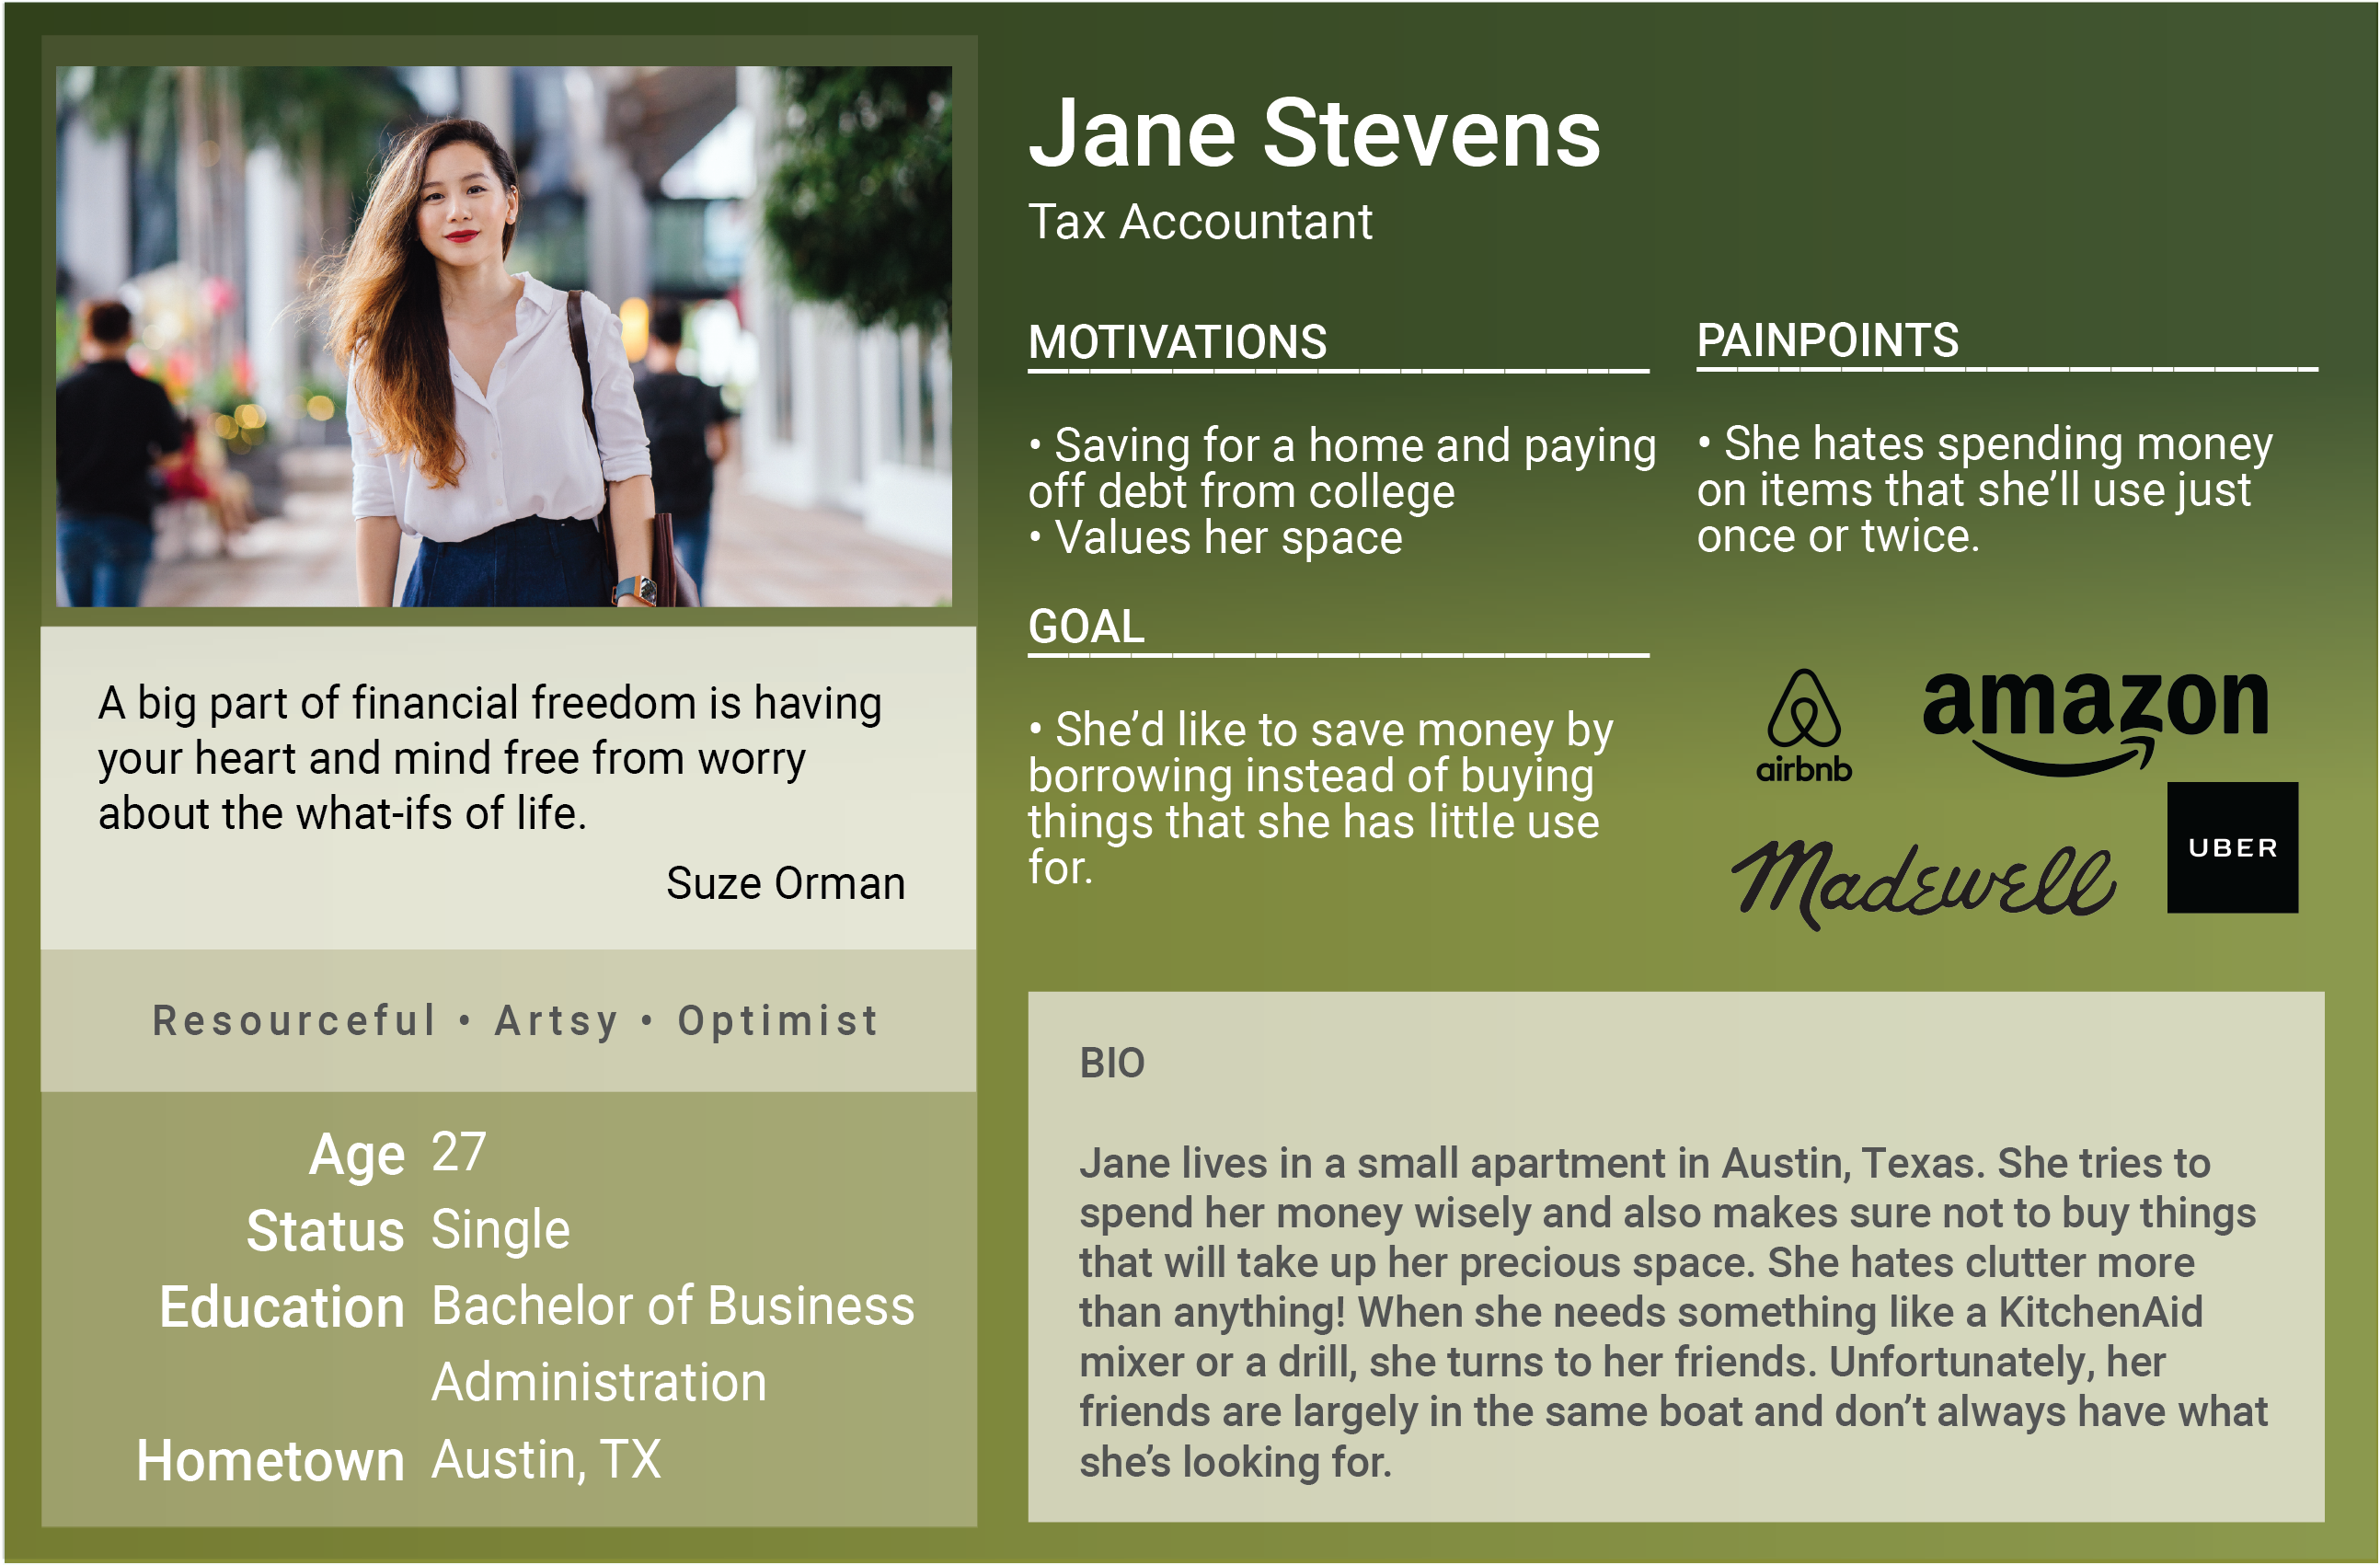 Jane Stevens
Tax Accountant
MOTIVATIONS
• Saving for a home and paying
off debt from college
• Values her space
PAINPOINTS
• She hates spending money
on items that she’ll use just
once or twice.
GOAL
• She’d like to save money by
borrowing instead of buying
things that she has little use
for.
airbnb
amazon
Madewell
UBER
A big part of financial freedom is having
your heart and mind free from worry
about the what-ifs of life.
Suze Orman
Resourceful • Artsy • Optimist
Age 27
Status Single
Education Bachelor of Business
Administration
Hometown Austin, TX
BIO
Jane lives in a small apartment in Austin, Texas. She tries to
spend her money wisely and also makes sure not to buy things
that will take up her precious space. She hates clutter more
than anything! When she needs something like a KitchenAid
mixer or a drill, she turns to her friends. Unfortunately, her
friends are largely in the same boat and don’t always have what
she’s looking for.